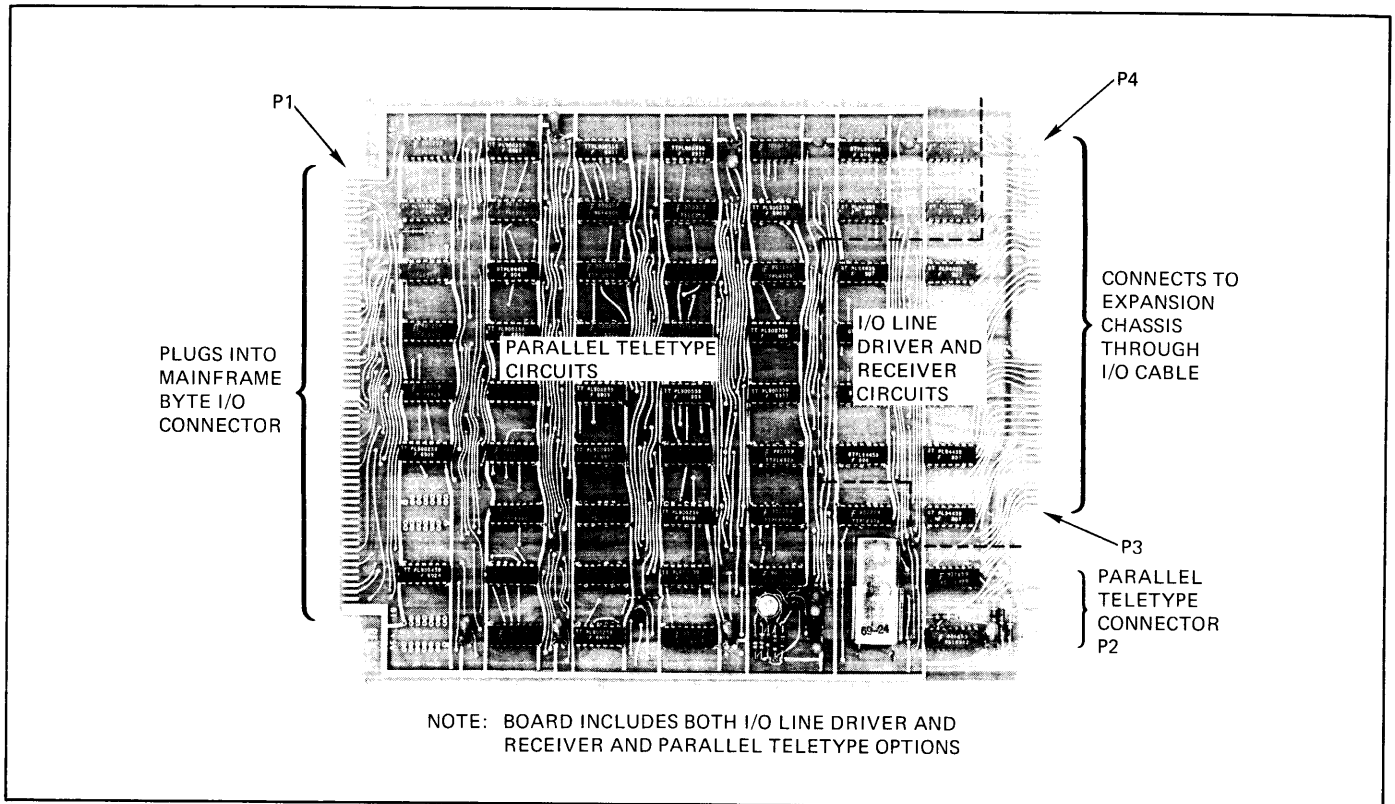 P1
P4
PLUGS INTO
MAINFRAME
BYTE I/O
CONNECTOR
PARALLEL TELETYPE
CIRCUITS
I/O LINE
DRIVER AND
RECEIVER
CIRCUITS
CONNECTS TO
EXPANSION
CHASSIS
THROUGH
I/O CABLE
P3
PARALLEL
TELETYPE
CONNECTOR
P2
69-24
NOTE: BOARD INCLUDES BOTH I/O LINE DRIVER AND
RECEIVER AND PARALLEL TELETYPE OPTIONS